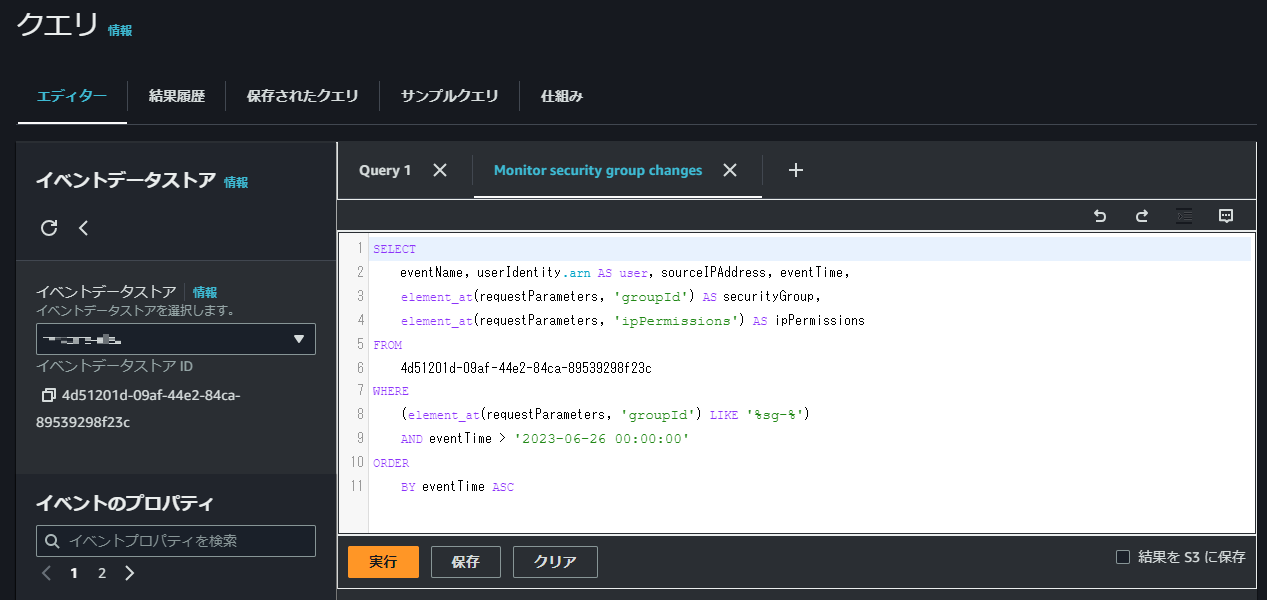 クエリ 情報
エディター 結果履歴 保存されたクエリ サンプルクエリ 仕組み
イベントデータストア 情報
イベントデータストア 情報
イベントデータストアを選択します。
イベントデータストア ID
4d51201d-09af-44e2-84ca-
89539298f23c
イベントのプロパティ
イベントプロパティを検索
1 2
Query 1 Monitor security group changes
1 SELECT
2 eventName, userIdentity.arn AS user, sourceIPAddress, eventTime,
3 element_at(requestParameters, 'groupId') AS securityGroup,
4 element_at(requestParameters, 'ipPermissions') AS ipPermissions
5 FROM
6 4d51201d-09af-44e2-84ca-89539298f23c
7 WHERE
8 (element_at(requestParameters, 'groupId') LIKE '%sg-%')
9 AND eventTime > '2023-06-26 00:00:00'
10 ORDER
11 BY eventTime ASC
実行 保存 クリア 結果を S3 に保存